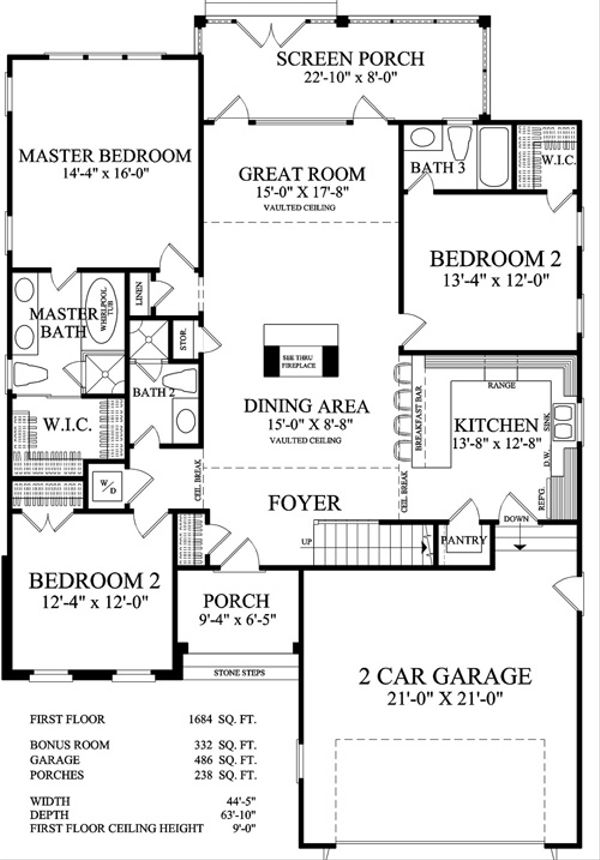 SCREEN PORCH
22'-10" x 8'-0"
MASTER BEDROOM
14'-4" x 16'-0"
GREAT ROOM
15'-0" X 17'-8"
VAULTED CEILING
BATH 3
W.I.C.
BEDROOM 2
13'-4" x 12'-0"
MASTER
BATH
WHIRLPOOL
TUB
LINEN
STOR.
SEE THRU
FIREPLACE
BATH 2
W.I.C.
DINING AREA
15'-0" X 8'-8"
VAULTED CEILING
BREAKFAST BAR
RANGE
KITCHEN
13'-8" x 12'-8"
SINK
D.W.
REF'G.
W/D
CEIL BREAK
CEIL BREAK
FOYER
UP
PANTRY
DOWN
BEDROOM 2
12'-4" x 12'-0"
PORCH
9'-4" x 6'-5"
STONE STEPS
2 CAR GARAGE
21'-0" X 21'-0"
FIRST FLOOR 1684 SQ. FT.
BONUS ROOM 332 SQ. FT.
GARAGE 486 SQ. FT.
PORCHES 238 SQ. FT.
WIDTH 44'-5"
DEPTH 63'-10"
FIRST FLOOR CEILING HEIGHT 9'-0"